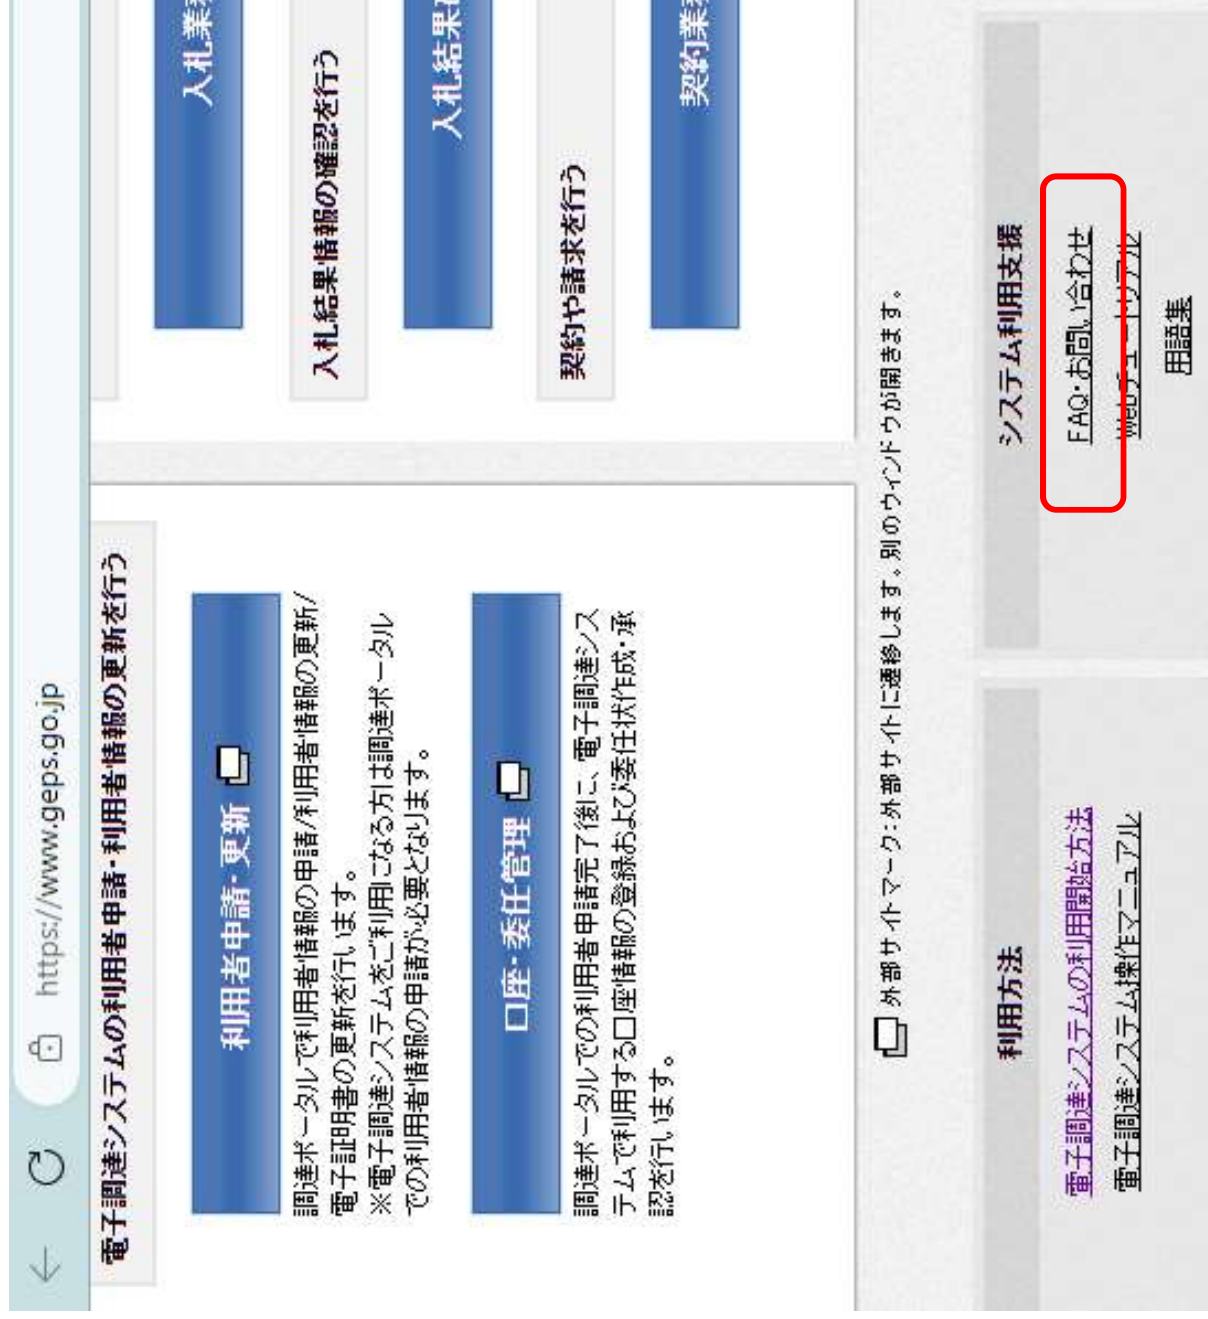 https://www.geps.go.jp
電子調達システムの利用者申請・利用者情報の更新を行う
利用者申請・更新
調達ポータルで利用者情報の申請/利用者情報の更新/
電子証明書の更新を行います。
※電子調達システムをご利用になる方は調達ポータル
での利用者情報の申請が必要となります。
口座・委任管理
調達ポータルでの利用者申請完了後に、電子調達シス
テムで利用する口座情報の登録および委任状作成・承
認を行います。
入札業
入札結果情報の確認を行う
入札結果
契約や請求を行う
契約業
外部サイトマーク:外部サイトに遷移します。別のウィンドウが開きます。
利用方法
電子調達システムの利用開始方法
電子調達システム操作マニュアル
システム利用支援
FAQ・お問い合わせ
Webチュートリアル
用語集